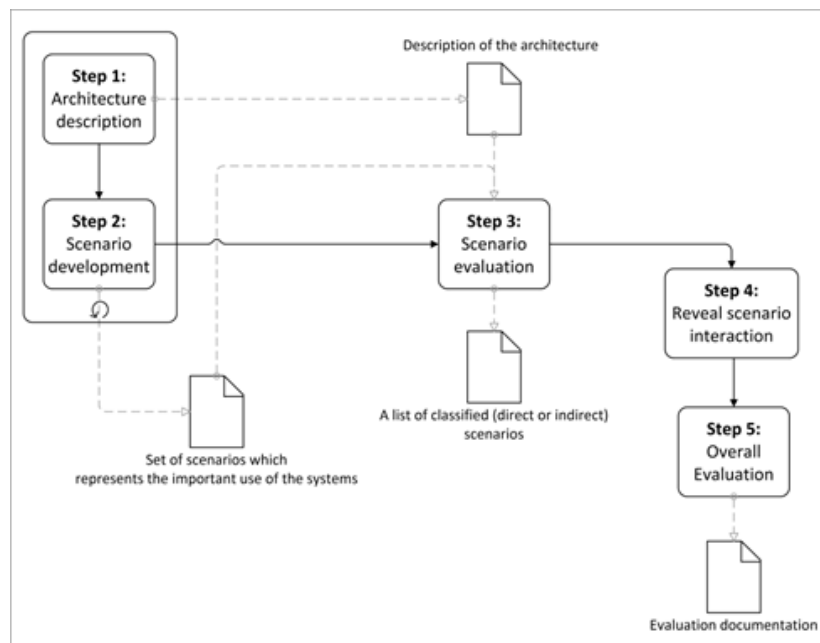 Description of the architecture
Step 1:
Architecture
description
Step 2:
Scenario
development
Step 3:
Scenario
evaluation
Step 4:
Reveal scenario
interaction
A list of classified (direct or indirect)
scenarios
Step 5:
Overall
Evaluation
Set of scenarios which
represents the important use of the systems
Evaluation documentation